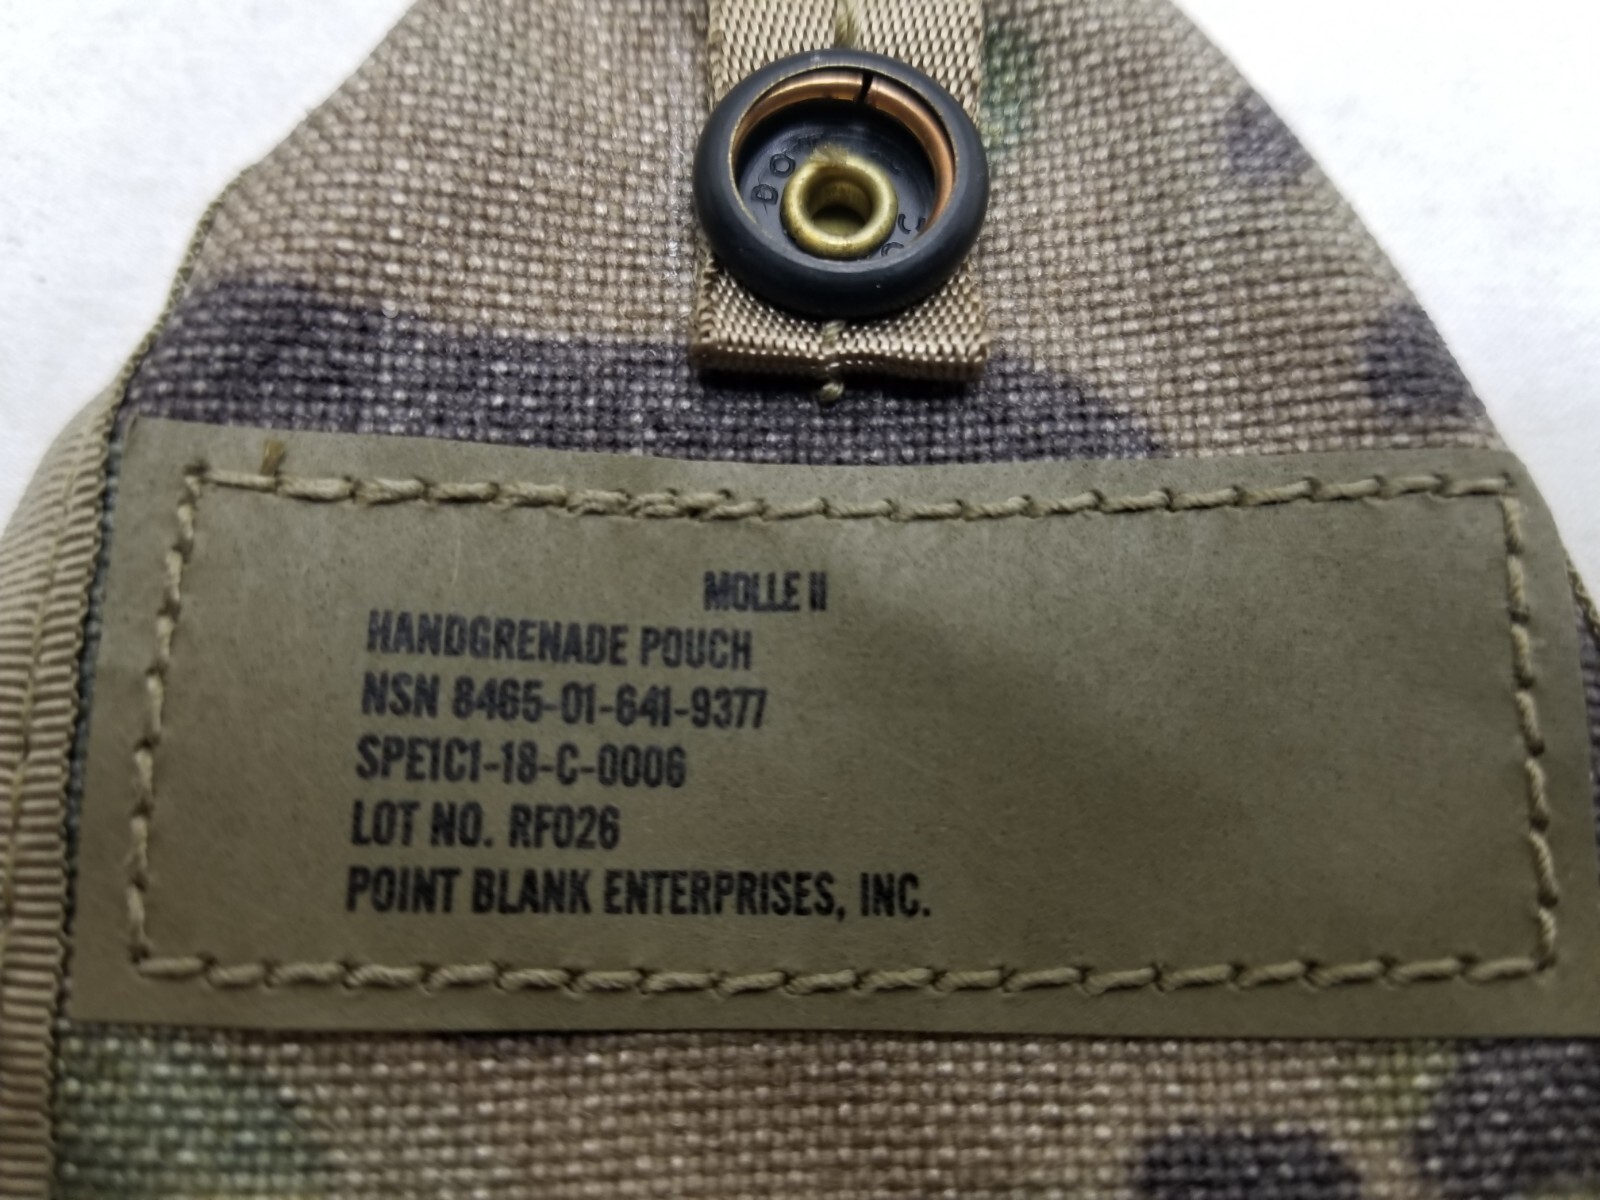 MOLLE II
HANDGRENADE POUCH
NSN 8465-01-641-9377
SPE1C1-18-C-0006
LOT NO. RF026
POINT BLANK ENTERPRISES, INC.